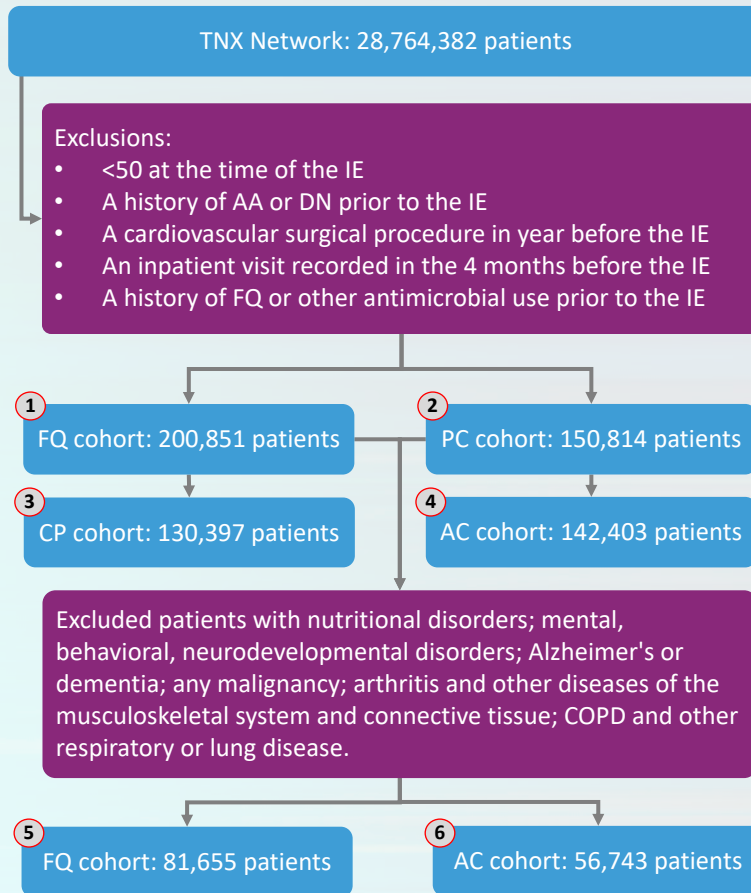 TNX Network: 28,764,382 patients
Exclusions:
• <50 at the time of the IE
• A history of AA or DN prior to the IE
• A cardiovascular surgical procedure in year before the IE
• An inpatient visit recorded in the 4 months before the IE
• A history of FQ or other antimicrobial use prior to the IE
1
FQ cohort: 200,851 patients
2
PC cohort: 150,814 patients
3
CP cohort: 130,397 patients
4
AC cohort: 142,403 patients
Excluded patients with nutritional disorders; mental,
behavioral, neurodevelopmental disorders; Alzheimer's or
dementia; any malignancy; arthritis and other diseases of the
musculoskeletal system and connective tissue; COPD and other
respiratory or lung disease.
5
FQ cohort: 81,655 patients
6
AC cohort: 56,743 patients